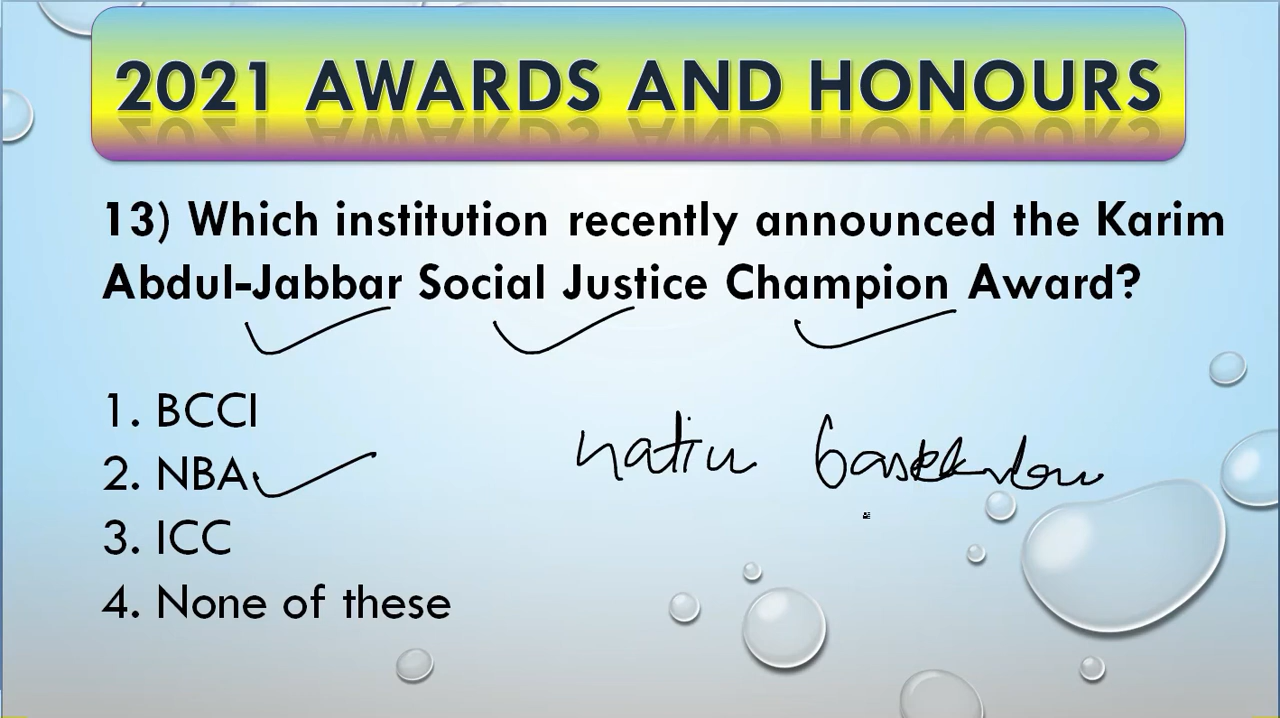 2021 AWARDS AND HONOURS
13) Which institution recently announced the Karim
Abdul-Jabbar Social Justice Champion Award?
1. BCCI
2. NBA
3. ICC
4. None of these